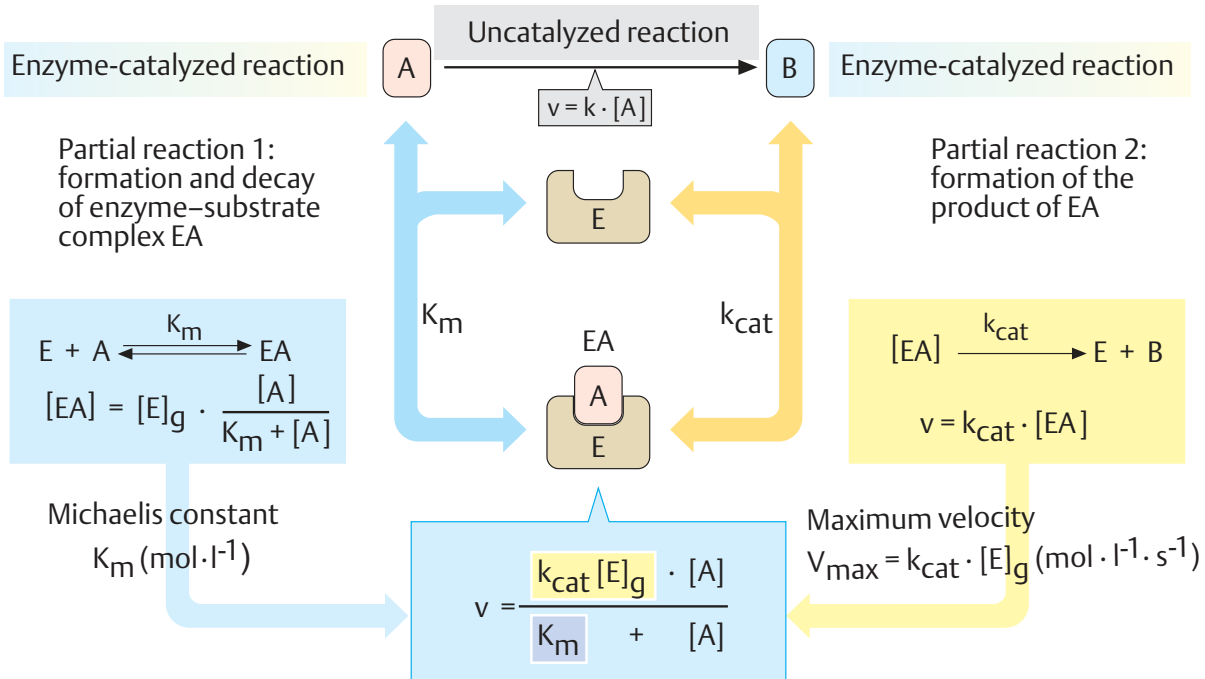 Uncatalyzed reaction
Enzyme-catalyzed reaction
A
B
Enzyme-catalyzed reaction
v = k · [A]
Partial reaction 1:
formation and decay
of enzyme–substrate
complex EA
Partial reaction 2:
formation of the
product of EA
E
Km
kcat
EA
A
E
Km
E + A ⇌ EA
[EA] = [E]g · [A] / Km + [A]
kcat
[EA] → E + B
v = kcat · [EA]
Michaelis constant
Km (mol · l-1)
Maximum velocity
Vmax = kcat · [E]g (mol · l-1 · s-1)
v = kcat [E]g · [A] / Km + [A]